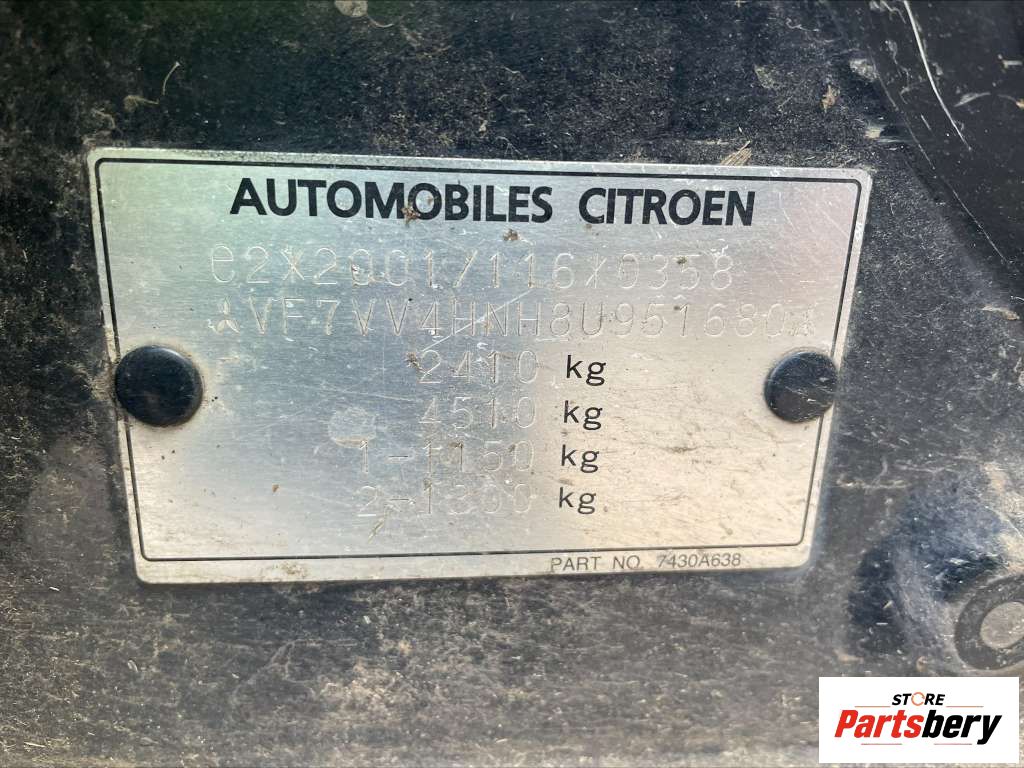 AUTOMOBILES CITROEN
e2*2001/116*0358
VF7VV4HNH8U951680
2410 kg
4510 kg
1-1150 kg
2-1360 kg
PART NO. 7430A638
STORE
Partsbery